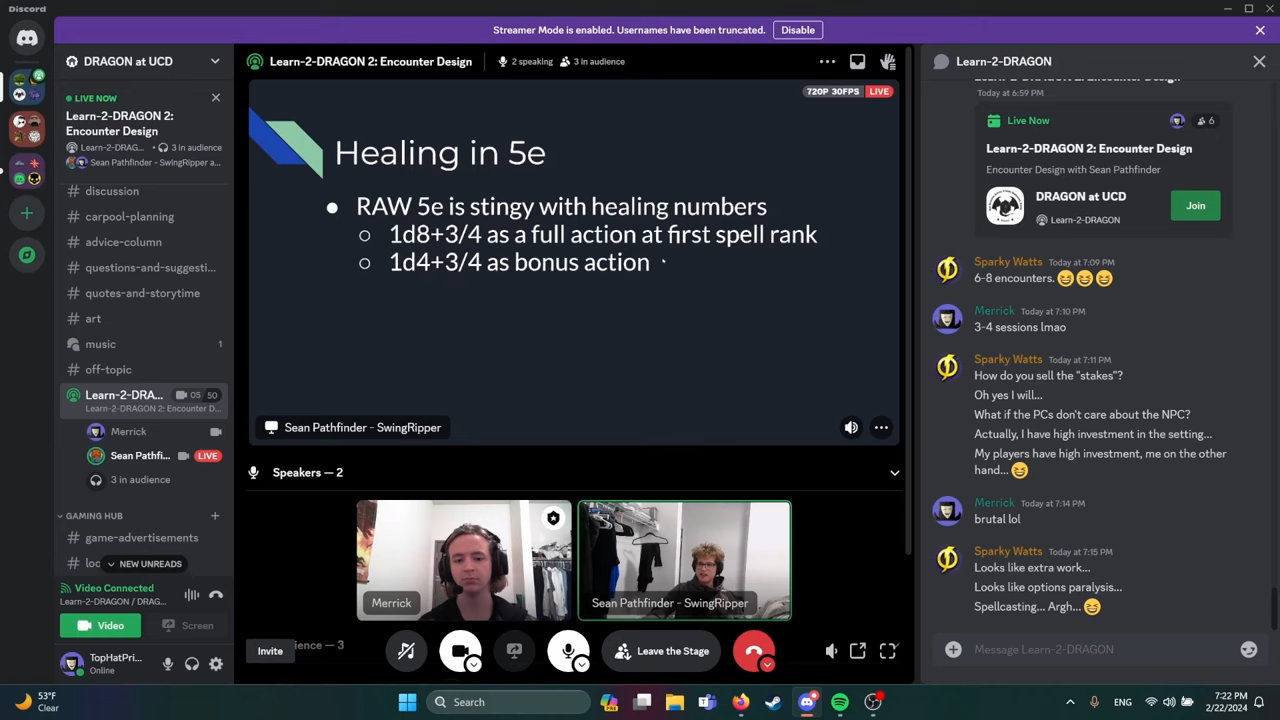 Discord
Streamer Mode is enabled. Usernames have been truncated.
Disable
DRAGON at UCD
LIVE NOW
Learn-2-DRAGON 2:
Encounter Design
Learn-2-DRAG...
3 in audience
Sean Pathfinder - SwingRipper a...
discussion
carpool-planning
advice-column
questions-and-suggesti...
quotes-and-storytime
art
music
1
off-topic
Learn-2-DRA...
05
50
Learn-2-DRAGON 2: Encounter D...
Merrick
Sean Pathfi...
LIVE
3 in audience
GAMING HUB
game-advertisements
NEW UNREADS
Video Connected
Learn-2-DRAGON / DRAG...
Video
Screen
TopHatPri...
Online
Learn-2-DRAGON 2: Encounter Design
2 speaking
3 in audience
720P 30FPS
LIVE
Healing in 5e
RAW 5e is stingy with healing numbers
1d8+3/4 as a full action at first spell rank
1d4+3/4 as bonus action
Sean Pathfinder - SwingRipper
Speakers — 2
Merrick
Sean Pathfinder - SwingRipper
Invite
Leave the Stage
Learn-2-DRAGON
Learn-2-DRAGON 2: Encounter Design
Today at 6:59 PM
Live Now
6
Learn-2-DRAGON 2: Encounter Design
Encounter Design with Sean Pathfinder
DRAGON at UCD
Learn-2-DRAGON
Join
Sparky Watts Today at 7:09 PM
6-8 encounters. 😆😆😆
Merrick Today at 7:10 PM
3-4 sessions lmao
Sparky Watts Today at 7:11 PM
How do you sell the "stakes"?
Oh yes I will...
What if the PCs don't care about the NPC?
Actually, I have high investment in the setting...
My players have high investment, me on the other
hand... 😆
Merrick Today at 7:14 PM
brutal lol
Sparky Watts Today at 7:15 PM
Looks like extra work...
Looks like options paralysis...
Spellcasting... Argh... 😆
Message Learn-2-DRAGON
53°F
Clear
Search
PRE
ENG
7:22 PM
2/22/2024